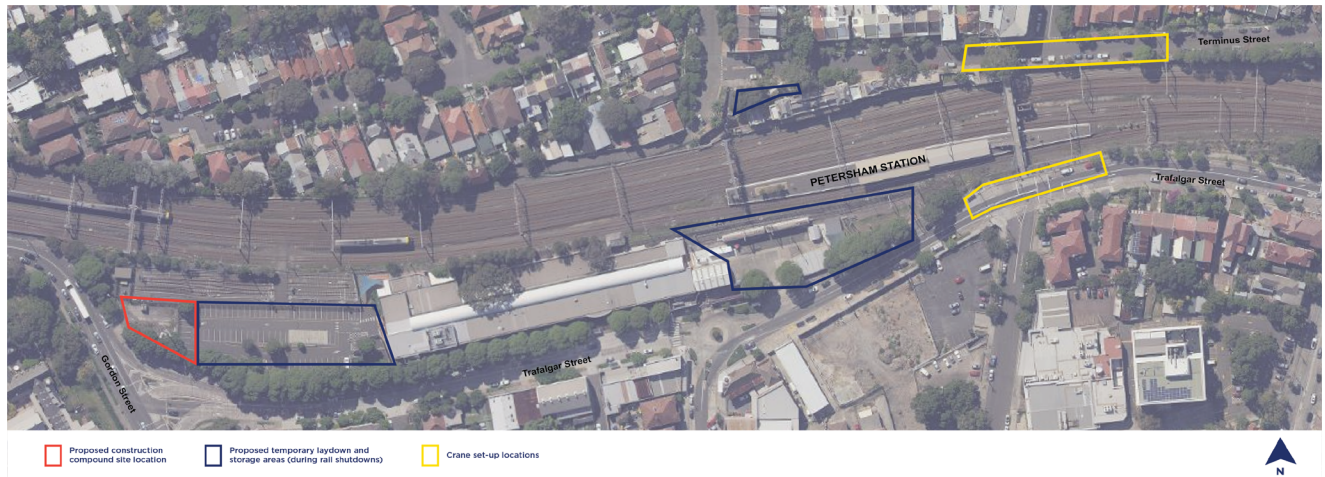 Terminus Street
PETERSHAM STATION
Trafalgar Street
Gordon Street
Trafalgar Street
Proposed construction
compound site location
Proposed temporary laydown and
storage areas (during rail shutdowns)
Crane set-up locations
N